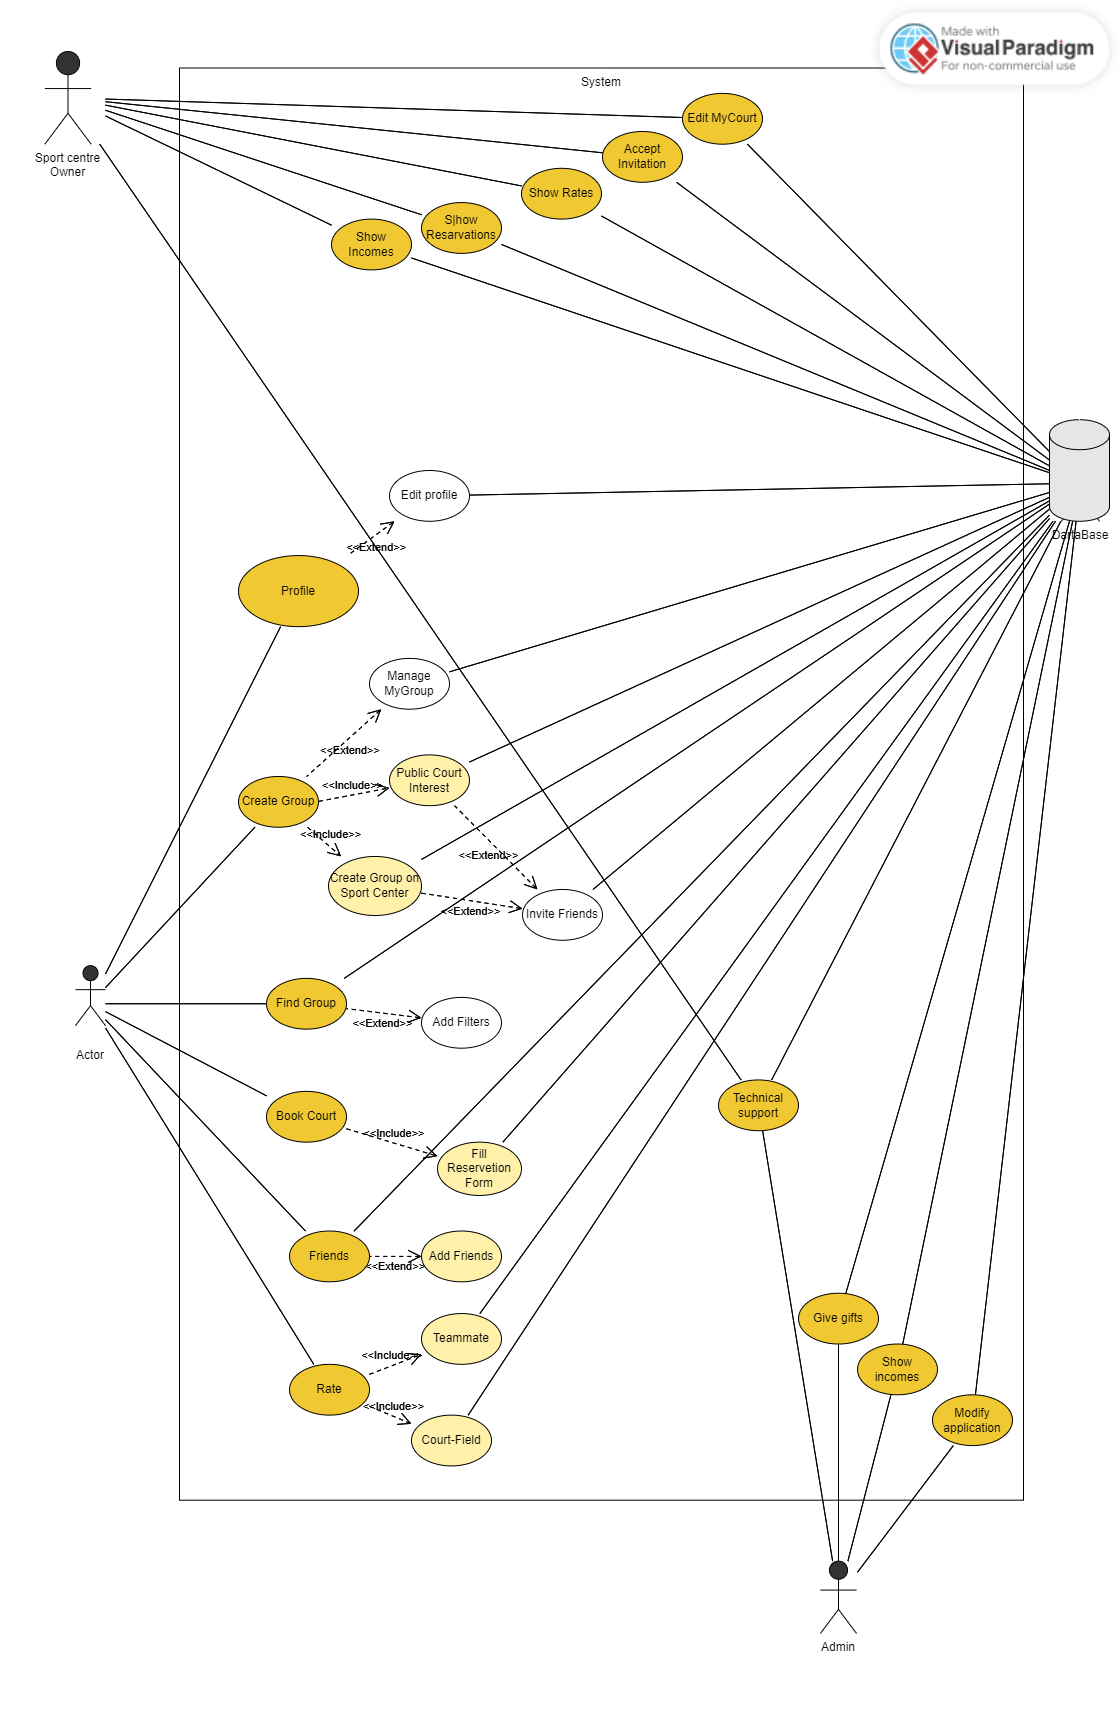 Made with
VisualParadigm
For non-commercial use
System
Edit MyCourt
Accept
Invitation
Sport centre
Owner
Show Rates
S|how
Resarvations
Show
Incomes
Edit profile
<<Extend>>
DartaBase
Profile
Manage
MyGroup
<<Extend>>
Public Court
Interest
<<Include>>
Create Group
<<Include>>
<<Extend>>
Create Group on
Sport Center
<<Extend>>
Invite Friends
Find Group
<<Extend>>
Add Filters
Actor
Technical
support
Book Court
<<Include>>
Fill
Reservetion
Form
Friends
<<Extend>>
Add Friends
Give gifts
Teammate
<<Include>>
Show
incomes
Rate
<<Include>>
Court-Field
Modify
application
Admin